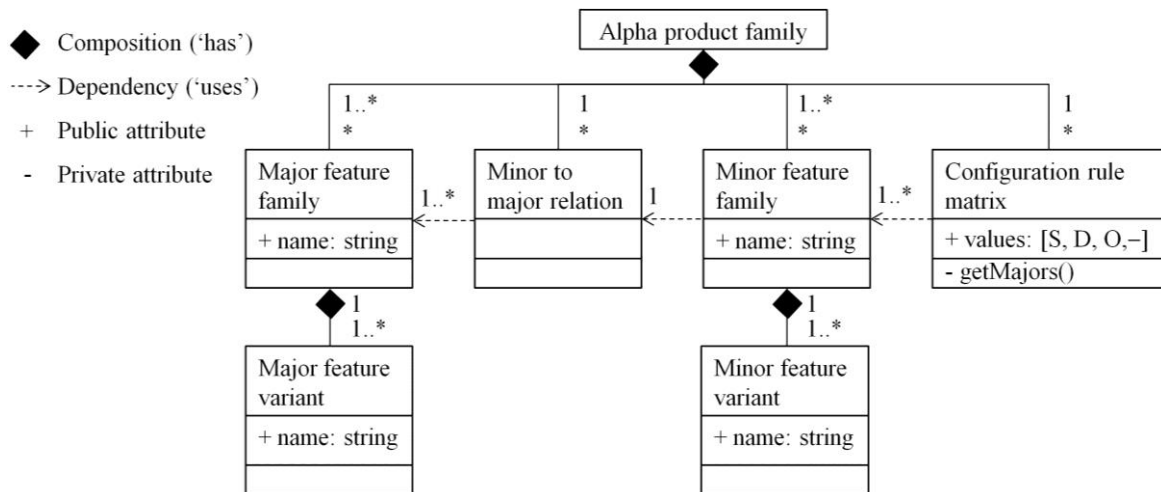 Alpha product family
Composition (‘has’)
Dependency (‘uses’)
+ Public attribute
- Private attribute
1..*
*
1
*
1..*
*
1
*
Major feature
family
+ name: string
1..*
Minor to
major relation
1
Minor feature
family
+ name: string
1..*
Configuration rule
matrix
+ values: [S, D, O,−]
- getMajors()
1
1..*
1
1..*
Major feature
variant
+ name: string
Minor feature
variant
+ name: string